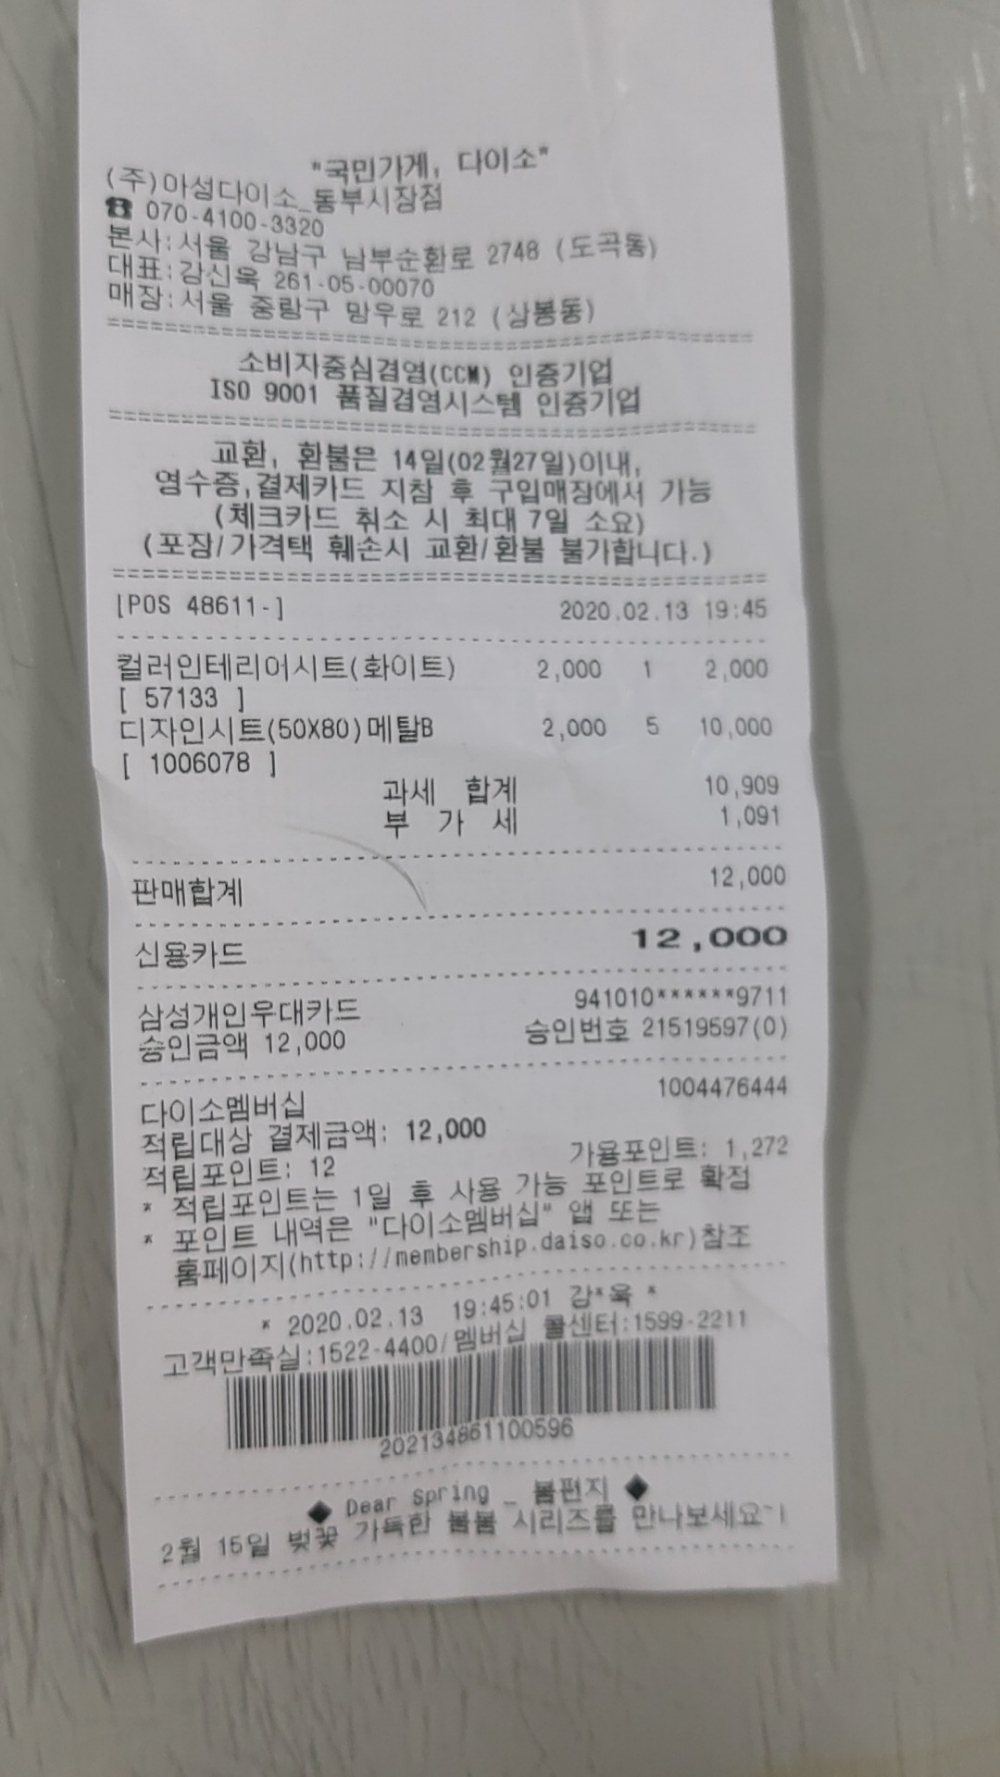 "국민가게, 다이소"
(주)아성다이소_동부시장점
☎ 070-4100-3320
본사:서울 강남구 남부순환로 2748 (도곡동)
대표:강신욱 261-05-00070
매장:서울 중랑구 망우로 212 (상봉동)
소비자중심경영(CCM) 인증기업
ISO 9001 품질경영시스템 인증기업
교환, 환불은 14일(02월27일)이내,
영수증,결제카드 지참 후 구입매장에서 가능
(체크카드 취소 시 최대 7일 소요)
(포장/가격택 훼손시 교환/환불 불가합니다.)
[POS 48611-] 2020.02.13 19:45
컬러인테리어시트(화이트) 2,000 1 2,000
[ 57133 ]
디자인시트(50X80)메탈B 2,000 5 10,000
[ 1006078 ]
과세 합계 10,909
부 가 세 1,091
판매합계 12,000
신용카드 12,000
삼성개인우대카드 941010******9711
승인금액 12,000 승인번호 21519597(0)
다이소멤버십 1004476444
적립대상 결제금액: 12,000
적립포인트: 12 가용포인트: 1,272
* 적립포인트는 1일 후 사용 가능 포인트로 확정
* 포인트 내역은 "다이소멤버십" 앱 또는
홈페이지(http://membership.daiso.co.kr)참조
* 2020.02.13 19:45:01 강*욱 *
고객만족실:1522-4400/멤버십 콜센터:1599-2211
202134861100596
◆ Dear Spring _ 봄편지 ◆
2월 15일 벚꽃 가득한 봄봄 시리즈를 만나보세요~!